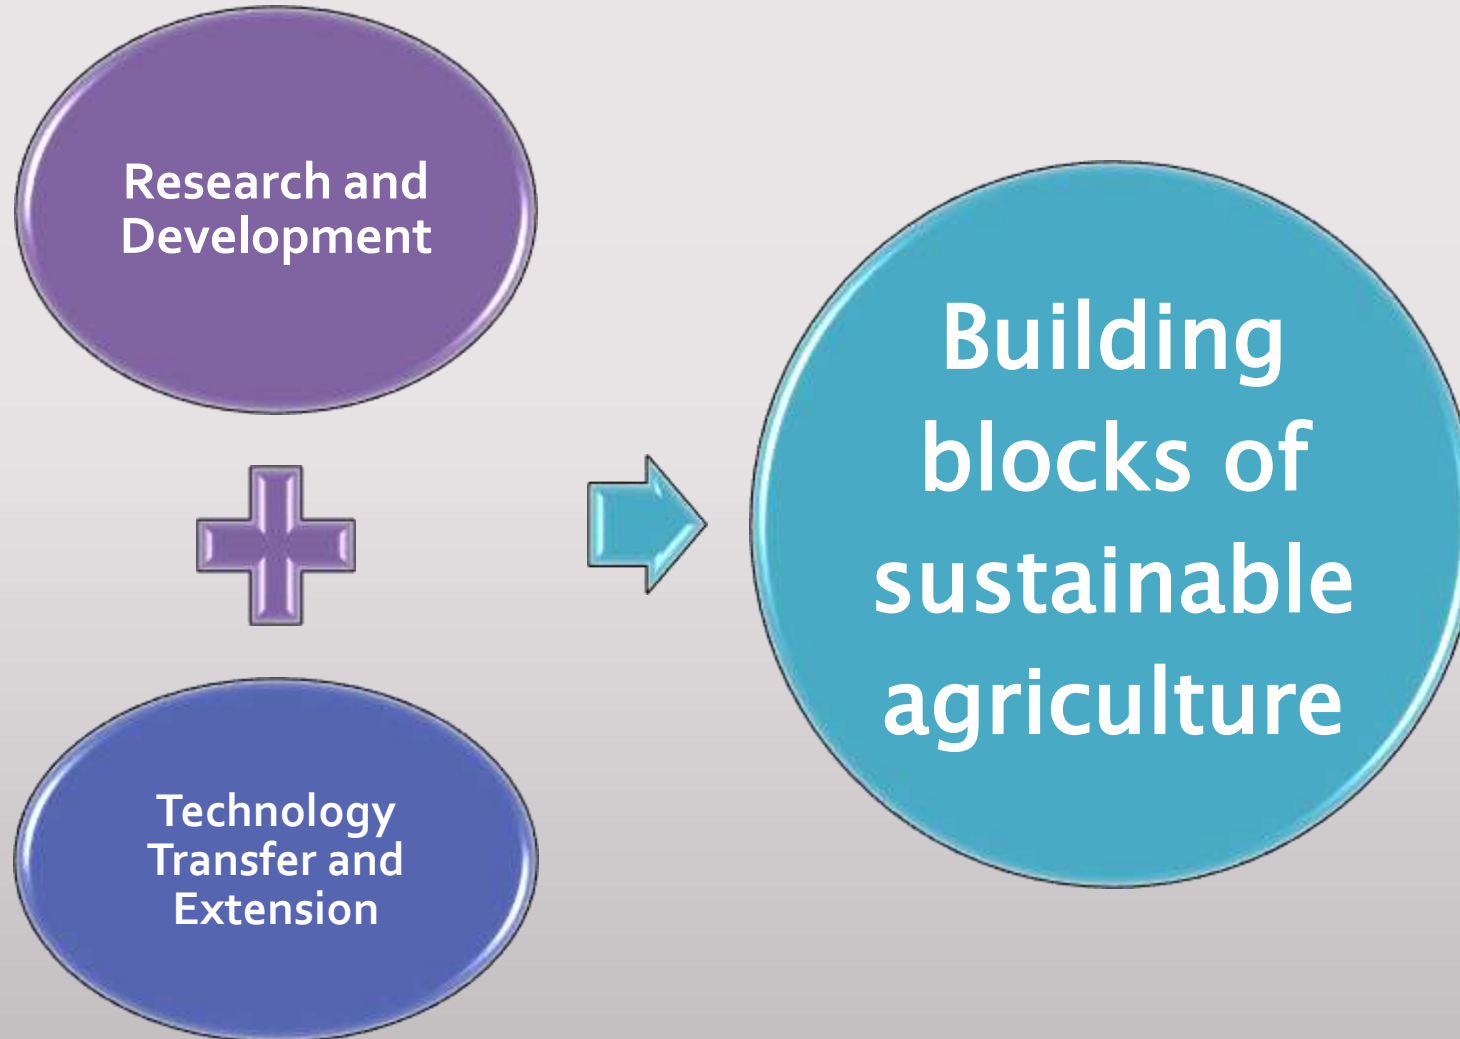 Research and
Development
Technology
Transfer and
Extension
Building
blocks of
sustainable
agriculture